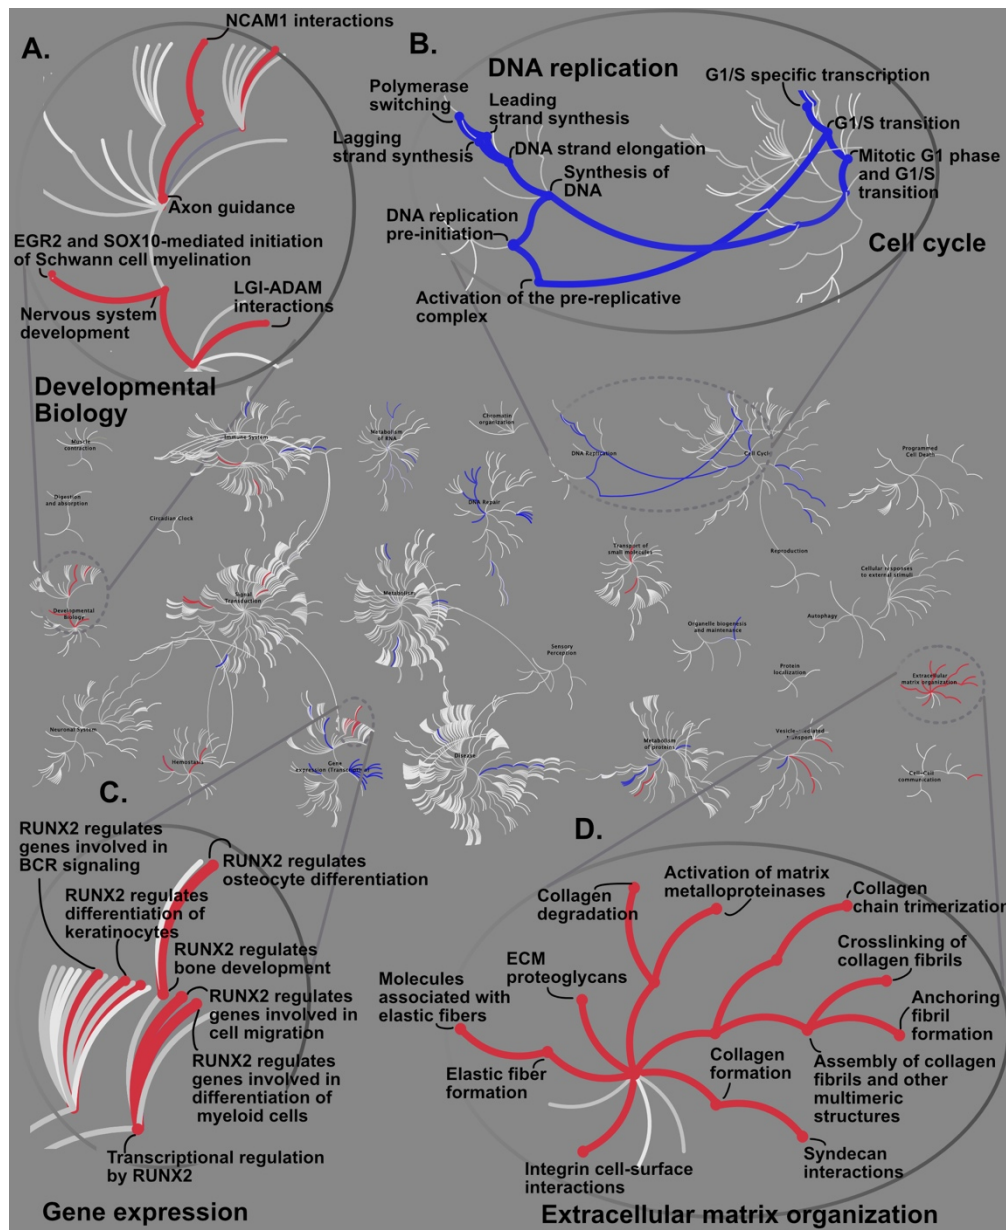 A.
NCAM1 interactions
Axon guidance
EGR2 and SOX10-mediated initiation
of Schwann cell myelination
LGI-ADAM
interactions
Nervous system
development
Developmental
Biology
B.
DNA replication
G1/S specific transcription
Polymerase
switching
Leading
strand synthesis
G1/S transition
Lagging
strand synthesis
DNA strand elongation
Mitotic G1 phase
and G1/S
transition
Synthesis of
DNA
DNA replication
pre-initiation
Cell cycle
Activation of the pre-replicative
complex
Muscle
contraction
Immune System
Metabolism
of RNA
Chromatin
organization
DNA Replication
Cell Cycle
Programmed
Cell Death
Digestion
and absorption
Circadian Clock
DNA Repair
Transport of
small molecules
Reproduction
Cellular responses
to external stimuli
Developmental
Biology
Signal
Transduction
Metabolism
Organelle biogenesis
and maintenance
Autophagy
Sensory
Perception
Protein
localization
Extracellular
matrix organization
Neuronal System
Hemostasis
Gene
expression (Transcription)
Disease
Metabolism
of proteins
Vesicle-mediated
transport
Cell-Cell
communication
C.
RUNX2 regulates
genes involved in
BCR signaling
RUNX2 regulates
osteocyte differentiation
RUNX2 regulates
differentiation of
keratinocytes
RUNX2 regulates
bone development
RUNX2 regulates
genes involved in
cell migration
RUNX2 regulates
genes involved in
differentiation of
myeloid cells
Transcriptional regulation
by RUNX2
Gene expression
D.
Collagen
degradation
Activation of matrix
metalloproteinases
Collagen
chain trimerization
ECM
proteoglycans
Crosslinking of
collagen fibrils
Molecules
associated with
elastic fibers
Anchoring
fibril
formation
Elastic fiber
formation
Collagen
formation
Assembly of collagen
fibrils and other
multimeric
structures
Integrin cell-surface
interactions
Syndecan
interactions
Extracellular matrix organization